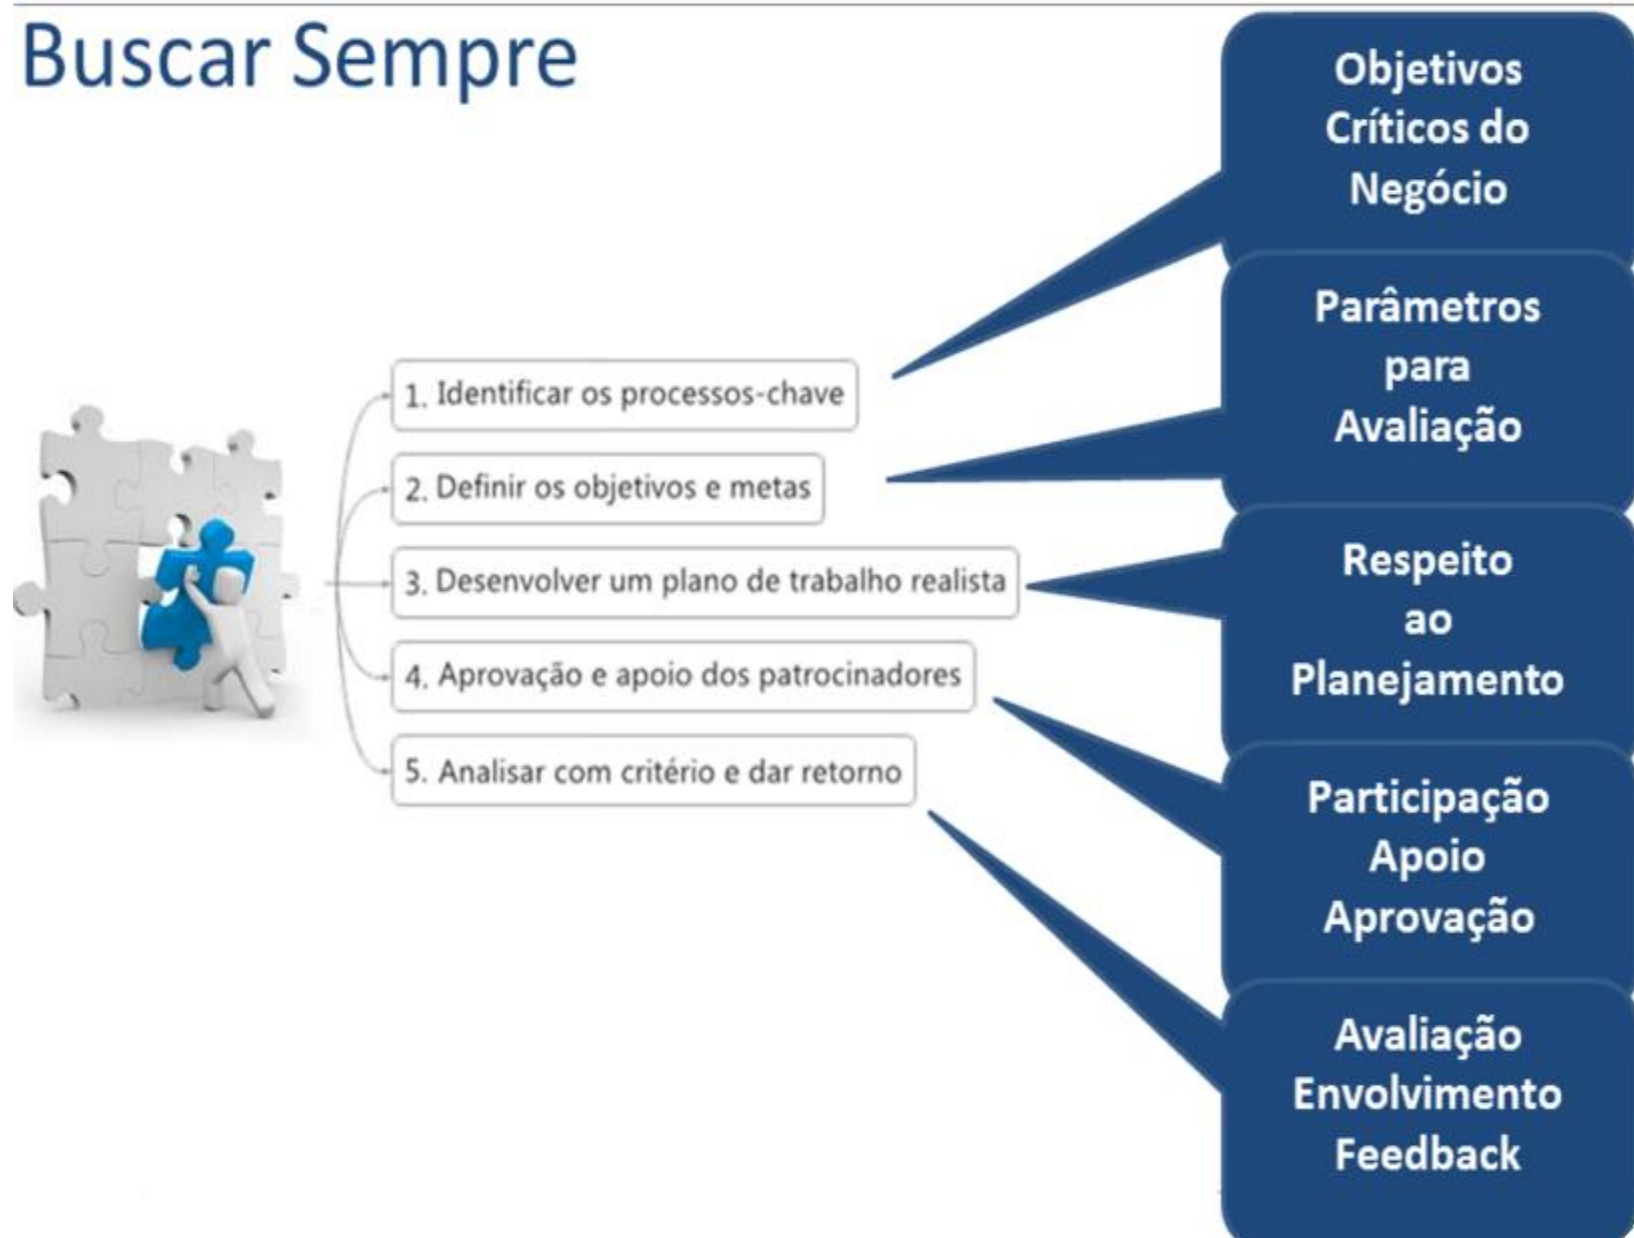 Buscar Sempre
1. Identificar os processos-chave
2. Definir os objetivos e metas
3. Desenvolver um plano de trabalho realista
4. Aprovação e apoio dos patrocinadores
5. Analisar com critério e dar retorno
Objetivos
Críticos do
Negócio
Parâmetros
para
Avaliação
Respeito
ao
Planejamento
Participação
Apoio
Aprovação
Avaliação
Envolvimento
Feedback